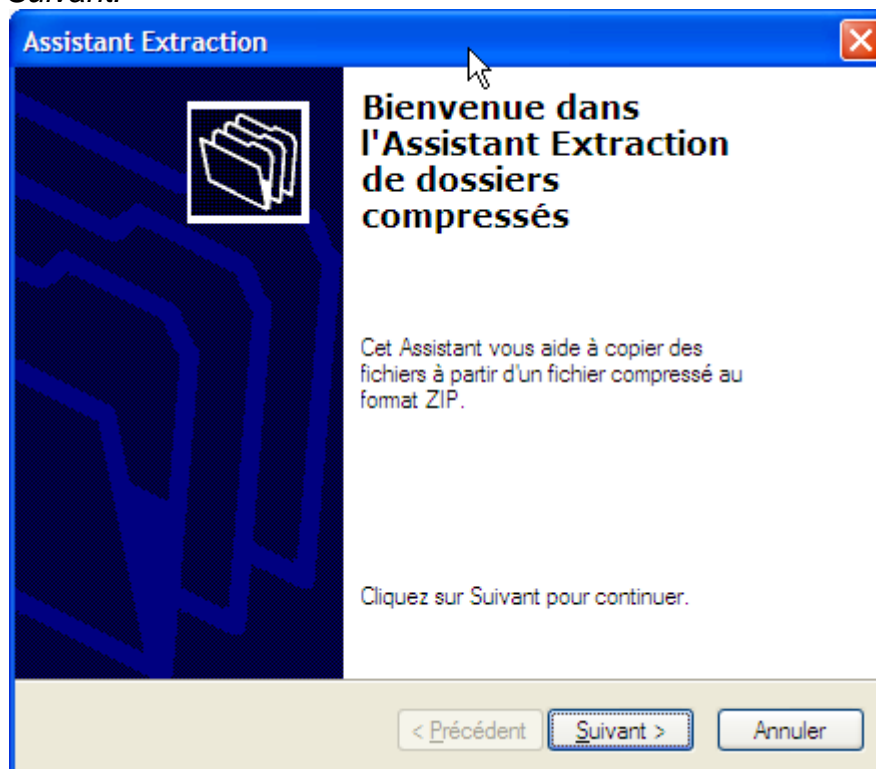 Suivant.
Assistant Extraction
Bienvenue dans
l'Assistant Extraction
de dossiers
compressés
Cet Assistant vous aide à copier des
fichiers à partir d'un fichier compressé au
format ZIP.
Cliquez sur Suivant pour continuer.
< Précédent Suivant > Annuler